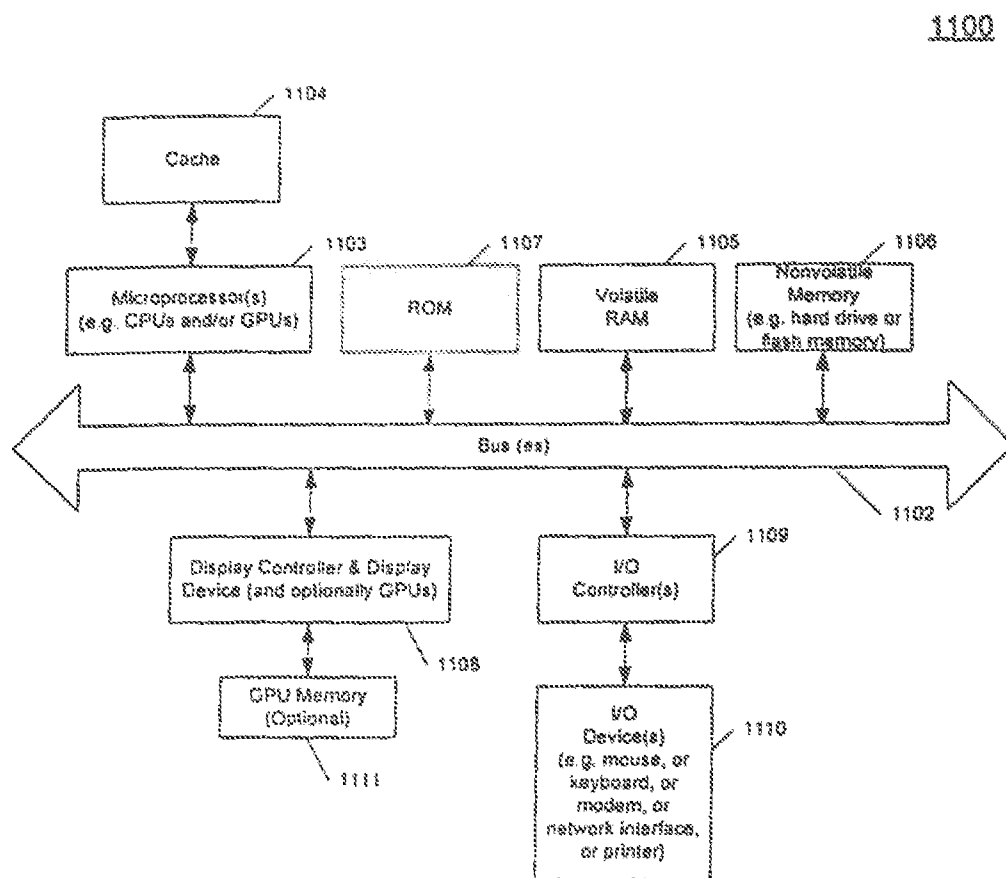 1100
1104
Cache
1103
1107
1105
1106
Microprocessor(s)
(e.g. CPUs and/or GPUs)
ROM
Volatile
RAM
Nonvolatile
Memory
(e.g. hard drive or
flash memory)
Bus (es)
1102
1109
Display Controller & Display
Device (and optionally GPUs)
I/O
Controller(s)
1108
GPU Memory
(Optional)
1111
1110
I/O
Device(s)
(e.g. mouse, or
keyboard, or
modem, or
network interface,
or printer)